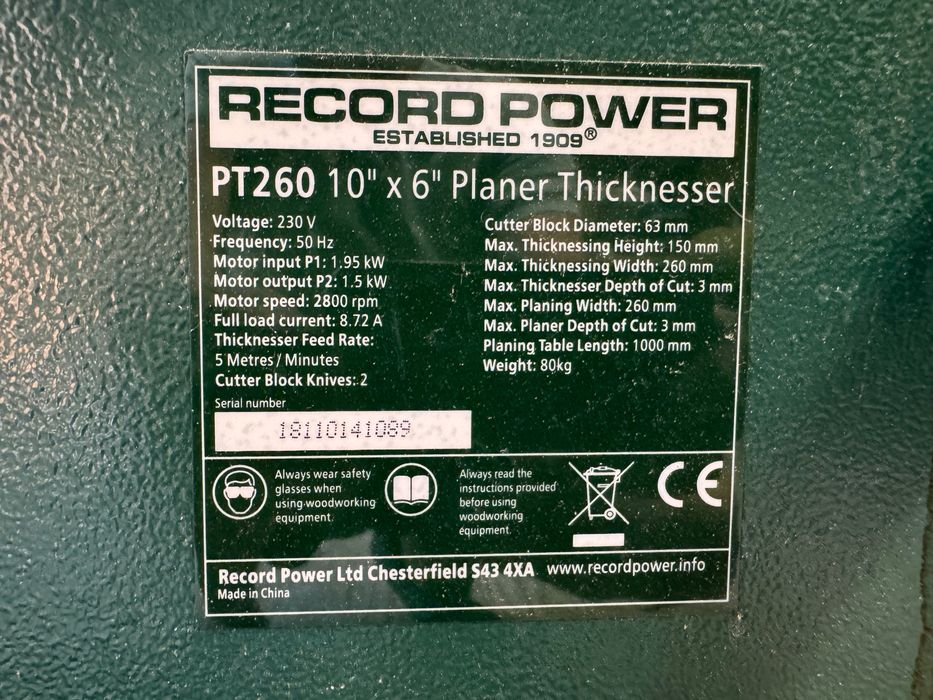 RECORD POWER
ESTABLISHED 1909®
PT260 10" x 6" Planer Thicknesser
Voltage: 230 V
Frequency: 50 Hz
Motor input P1: 1.95 kW
Motor output P2: 1.5 kW
Motor speed: 2800 rpm
Full load current: 8.72 A
Thicknesser Feed Rate:
5 Metres / Minutes
Cutter Block Knives: 2
Cutter Block Diameter: 63 mm
Max. Thicknessing Height: 150 mm
Max. Thicknessing Width: 260 mm
Max. Thicknesser Depth of Cut: 3 mm
Max. Planing Width: 260 mm
Max. Planer Depth of Cut: 3 mm
Planing Table Length: 1000 mm
Weight: 80kg
Serial number
18110141089
Always wear safety
glasses when
using woodworking
equipment.
Always read the
instructions provided
before using
woodworking
equipment.
CE
Record Power Ltd Chesterfield S43 4XA www.recordpower.info
Made in China